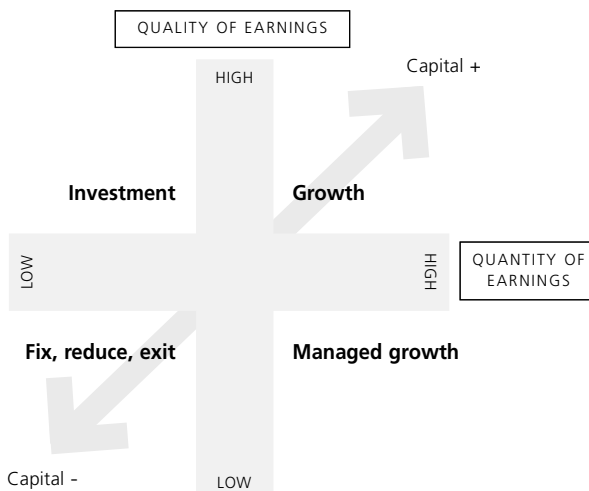 QUALITY OF EARNINGS
Capital +
HIGH
Investment
Growth
LOW
HIGH
QUANTITY OF
EARNINGS
Fix, reduce, exit
Managed growth
Capital -
LOW